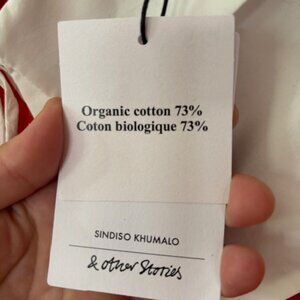 Organic cotton 73%
Coton biologique 73%
SINDISO KHUMALO
& other Stories